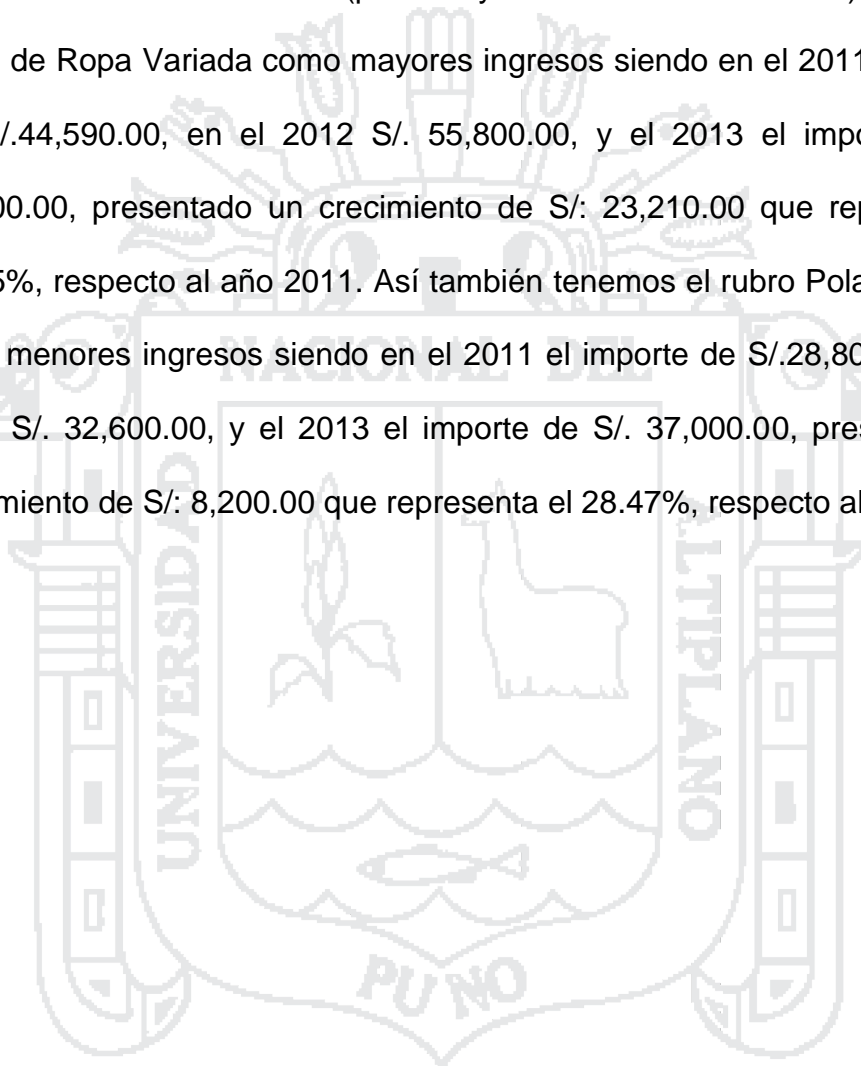 de Ropa Variada como mayores ingresos siendo en el 2011
/.44,590.00, en el 2012 S/. 55,800.00, y el 2013 el impo
00.00, presentado un crecimiento de S/: 23,210.00 que rep
5%, respecto al año 2011. Así también tenemos el rubro Pola
menores ingresos siendo en el 2011 el importe de S/.28,80
S/. 32,600.00, y el 2013 el importe de S/. 37,000.00, pres
miento de S/: 8,200.00 que representa el 28.47%, respecto al
NACIONAL DEL
UNIVERSIDAD
ALTIPLANO
PUNO